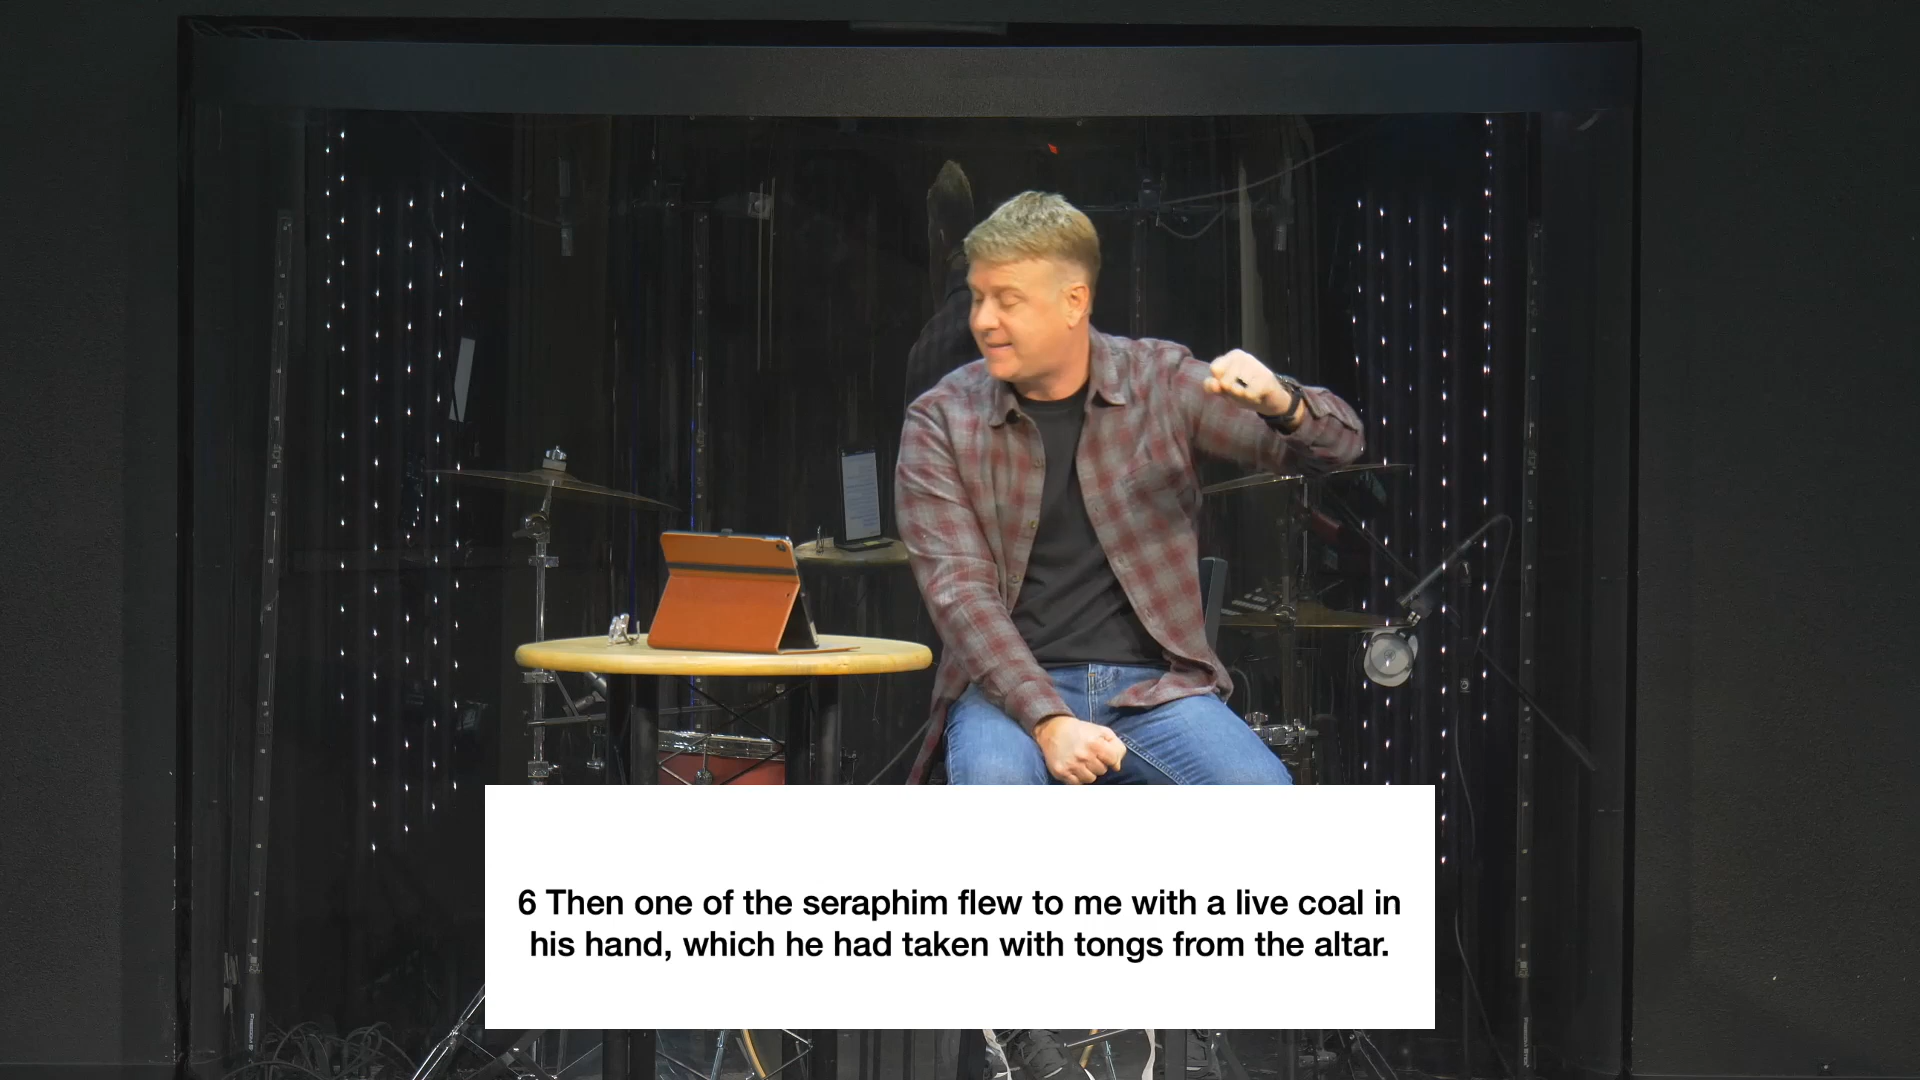 6 Then one of the seraphim flew to me with a live coal in
his hand, which he had taken with tongs from the altar.